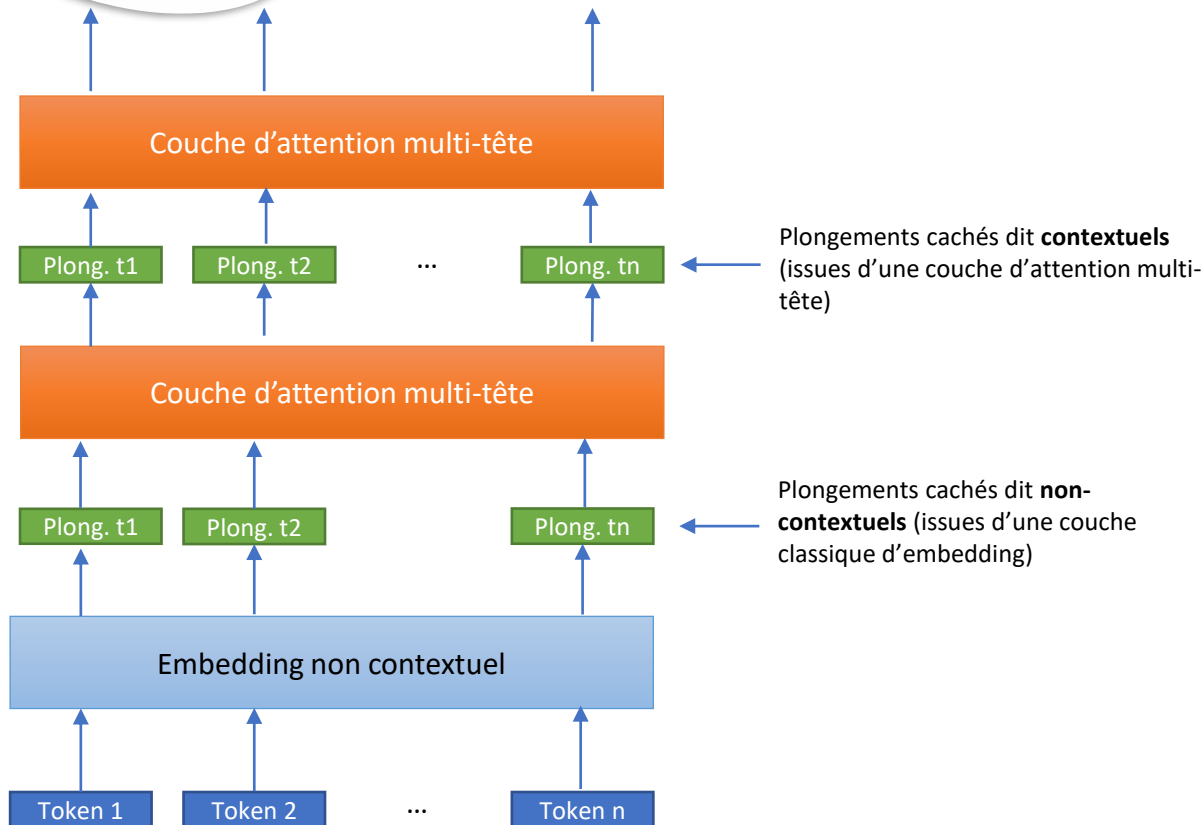 Couche d'attention multi-tête
Plong. t1
Plong. t2
...
Plong. tn
Plongements cachés dit contextuels
(issues d'une couche d'attention multi-
tête)
Couche d'attention multi-tête
Plong. t1
Plong. t2
Plong. tn
Plongements cachés dit non-
contextuels (issues d'une couche
classique d'embedding)
Embedding non contextuel
Token 1
Token 2
...
Token n